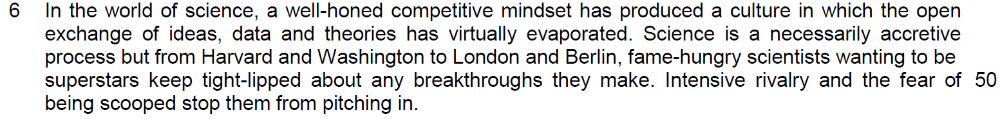 6 In the world of science, a well-honed competitive mindset has produced a culture in which the open
exchange of ideas, data and theories has virtually evaporated. Science is a necessarily accretive
process but from Harvard and Washington to London and Berlin, fame-hungry scientists wanting to be
superstars keep tight-lipped about any breakthroughs they make. Intensive rivalry and the fear of 50
being scooped stop them from pitching in.